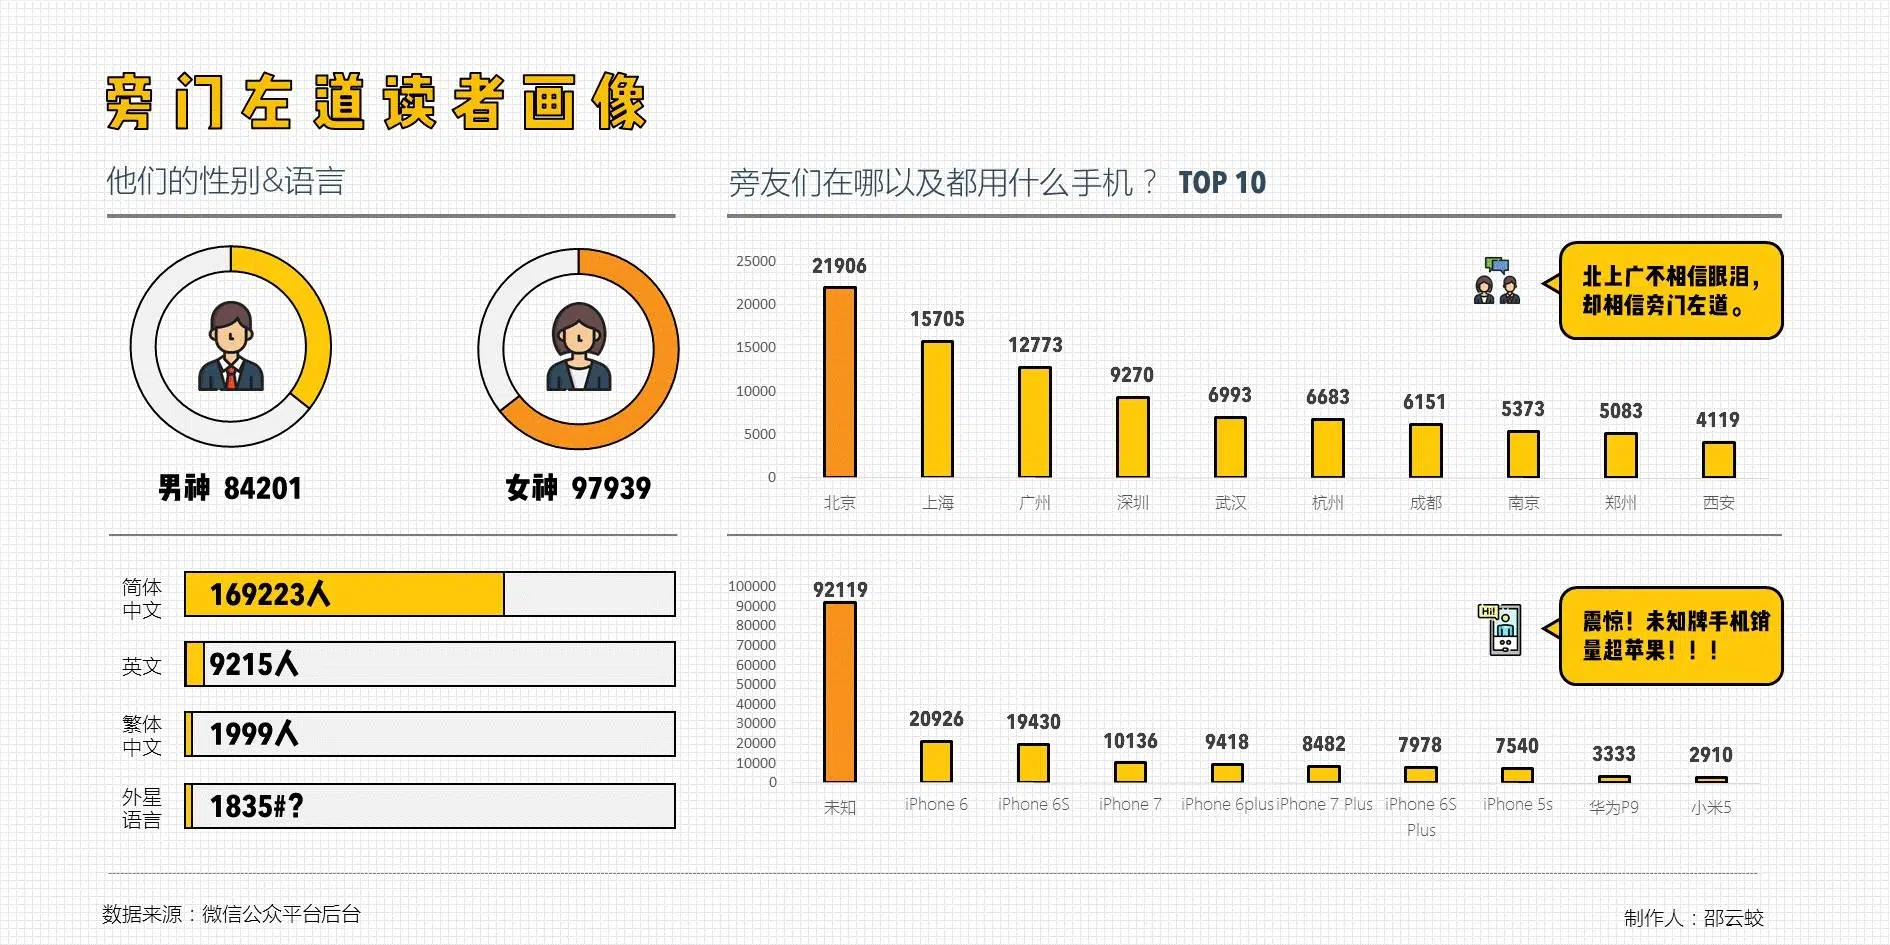 旁门左道读者画像
他们的性别&语言
男神 84201
女神 97939
简体
中文
169223人
英文
9215人
繁体
中文
1999人
外星
语言
1835#?
旁友们在哪以及都用什么手机？ TOP 10
25000
20000
15000
10000
5000
0
21906
15705
12773
9270
6993
6683
6151
5373
5083
4119
北京
上海
广州
深圳
武汉
杭州
成都
南京
郑州
西安
北上广不相信眼泪，
却相信旁门左道。
100000
90000
80000
70000
60000
50000
40000
30000
20000
10000
0
92119
20926
19430
10136
9418
8482
7978
7540
3333
2910
未知
iPhone 6
iPhone 6S
iPhone 7
iPhone 6plus
iPhone 7 Plus
iPhone 6S
Plus
iPhone 5s
华为P9
小米5
Hi!
震惊！未知牌手机销
量超苹果！！！
数据来源：微信公众平台后台
制作人：邵云蛟